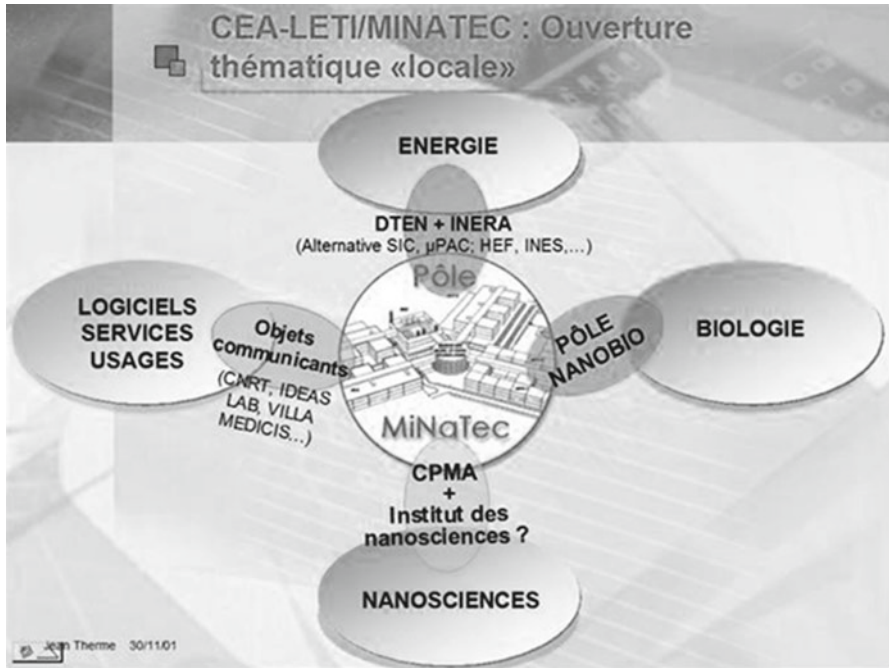 CEA-LETI/MINATEC : Ouverture
thématique «locale»
ENERGIE
DTEN + INERA
(Alternative SIC, µPAC: HEF, INES,…)
Pôle
MiNaTec
LOGICIELS
SERVICES
USAGES
Objets
communicants
(CNRT, IDEAS
LAB, VILLA
MEDICIS…)
PÔLE
NANOBIO
BIOLOGIE
CPMA
+
Institut des
nanosciences ?
NANOSCIENCES
Jean Therme 30/11/01